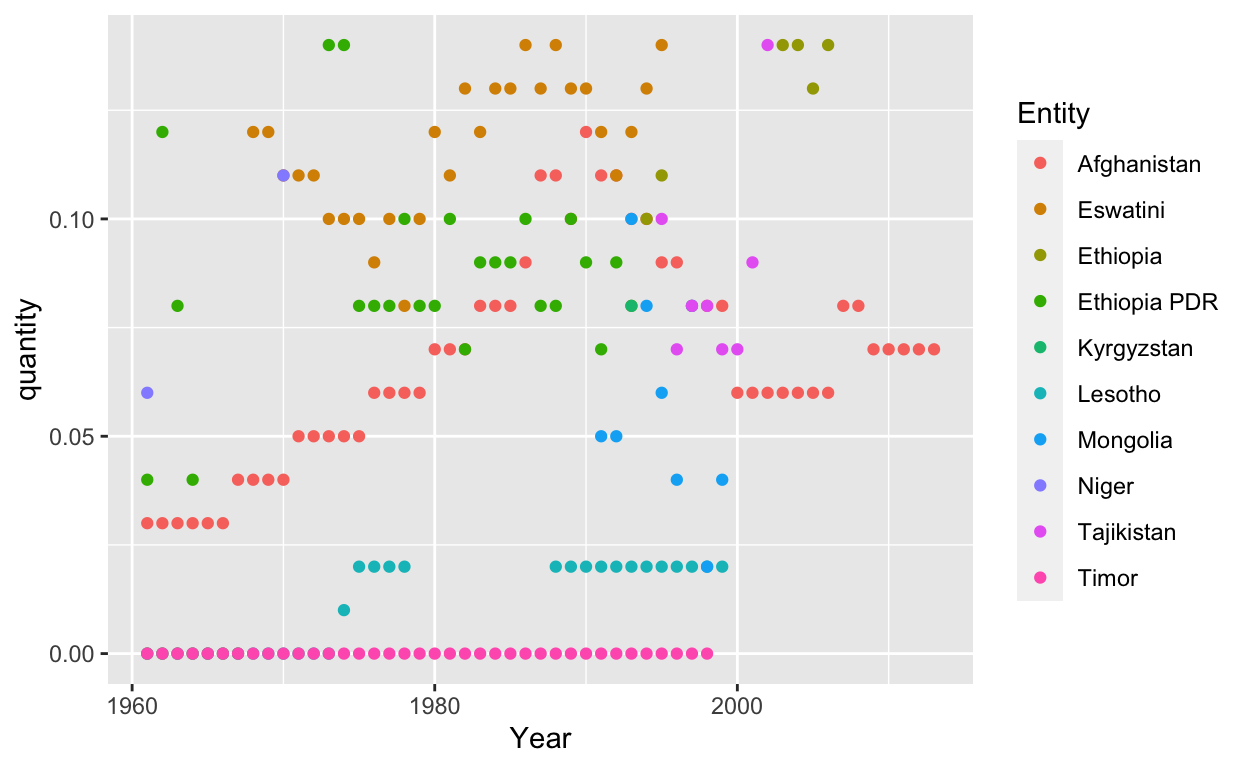 Entity
Afghanistan
Eswatini
Ethiopia
Ethiopia PDR
Kyrgyzstan
Lesotho
Mongolia
Niger
Tajikistan
Timor
quantity
0.10
0.05
0.00
1960 1980 2000
Year